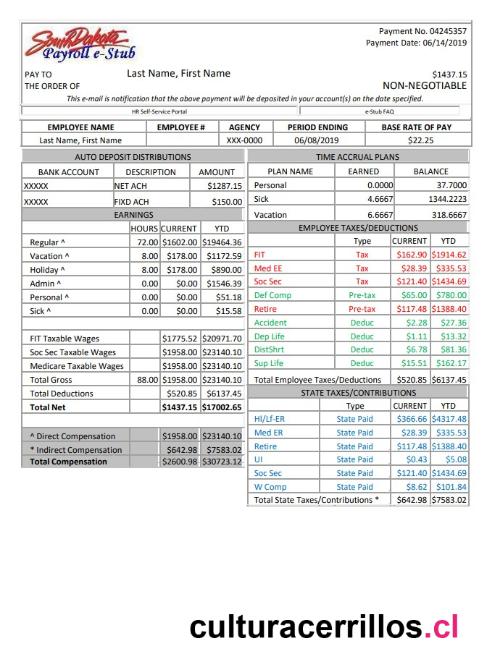 South Dakota
Payroll e-Stub
Payment No. 04245357
Payment Date: 06/14/2019
PAY TO
THE ORDER OF
Last Name, First Name
$1437.15
NON-NEGOTIABLE
This e-mail is notification that the above payment will be deposited in your account(s) on the date specified.
HR Self-Service Portal e-Stub FAQ
EMPLOYEE NAME EMPLOYEE # AGENCY PERIOD ENDING BASE RATE OF PAY
Last Name, First Name XXX-0000 06/08/2019 $22.25
AUTO DEPOSIT DISTRIBUTIONS
BANK ACCOUNT DESCRIPTION AMOUNT
XXXXX NET ACH $1287.15
XXXXX FIXD ACH $150.00
EARNINGS
HOURS CURRENT YTD
Regular ^ 72.00 $1602.00 $19464.36
Vacation ^ 8.00 $178.00 $1172.59
Holiday ^ 8.00 $178.00 $890.00
Admin ^ 0.00 $0.00 $1546.39
Personal ^ 0.00 $0.00 $51.18
Sick ^ 0.00 $0.00 $15.58
FIT Taxable Wages $1775.52 $20971.70
Soc Sec Taxable Wages $1958.00 $23140.10
Medicare Taxable Wages $1958.00 $23140.10
Total Gross 88.00 $1958.00 $23140.10
Total Deductions $520.85 $6137.45
Total Net $1437.15 $17002.65
^ Direct Compensation $1958.00 $23140.10
* Indirect Compensation $642.98 $7583.02
Total Compensation $2600.98 $30723.12
TIME ACCRUAL PLANS
PLAN NAME EARNED BALANCE
Personal 0.0000 37.7000
Sick 4.6667 1344.2223
Vacation 6.6667 318.6667
EMPLOYEE TAXES/DEDUCTIONS
Type CURRENT YTD
FIT Tax $162.90 $1914.62
Med EE Tax $28.39 $335.53
Soc Sec Tax $121.40 $1434.69
Def Comp Pre-tax $65.00 $780.00
Retire Pre-tax $117.48 $1388.40
Accident Deduc $2.28 $27.36
Dep Life Deduc $1.11 $13.32
DistShrt Deduc $6.78 $81.36
Sup Life Deduc $15.51 $162.17
Total Employee Taxes/Deductions $520.85 $6137.45
STATE TAXES/CONTRIBUTIONS
Type CURRENT YTD
HI/Lf-ER State Paid $366.66 $4317.48
Med ER State Paid $28.39 $335.53
Retire State Paid $117.48 $1388.40
UI State Paid $0.43 $5.08
Soc Sec State Paid $121.40 $1434.69
W Comp State Paid $8.62 $101.84
Total State Taxes/Contributions * $642.98 $7583.02
culturacerrillos.cl